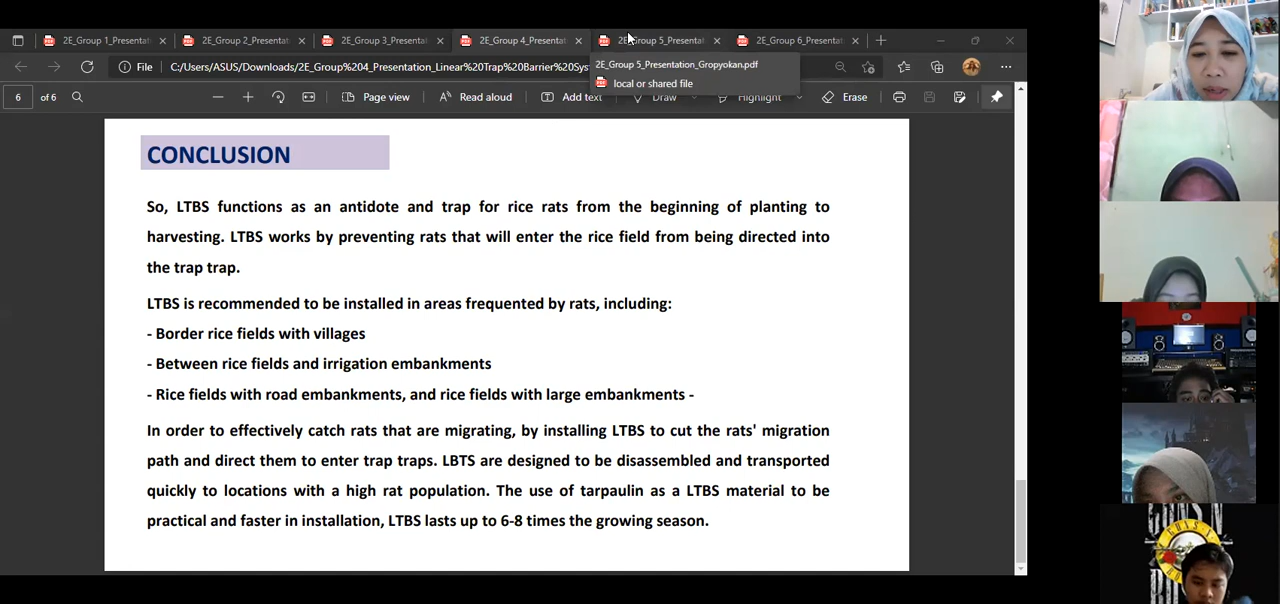 2E_Group 1_Presentati
2E_Group 2_Presentat
2E_Group 3_Presentati
2E_Group 4_Presentat
2E_Group 5_Presentat
2E_Group 6_Presentat
File
C:/Users/ASUS/Downloads/2E_Group%204_Presentation_Linear%20Trap%20Barrier%20Sys
2E_Group 5_Presentation_Gropyokan.pdf
local or shared file
6 of 6
Page view
Read aloud
Add text
Draw
Highlight
Erase
CONCLUSION
So, LTBS functions as an antidote and trap for rice rats from the beginning of planting to
harvesting. LTBS works by preventing rats that will enter the rice field from being directed into
the trap trap.
LTBS is recommended to be installed in areas frequented by rats, including:
- Border rice fields with villages
- Between rice fields and irrigation embankments
- Rice fields with road embankments, and rice fields with large embankments -
In order to effectively catch rats that are migrating, by installing LTBS to cut the rats' migration
path and direct them to enter trap traps. LBTS are designed to be disassembled and transported
quickly to locations with a high rat population. The use of tarpaulin as a LTBS material to be
practical and faster in installation, LTBS lasts up to 6-8 times the growing season.